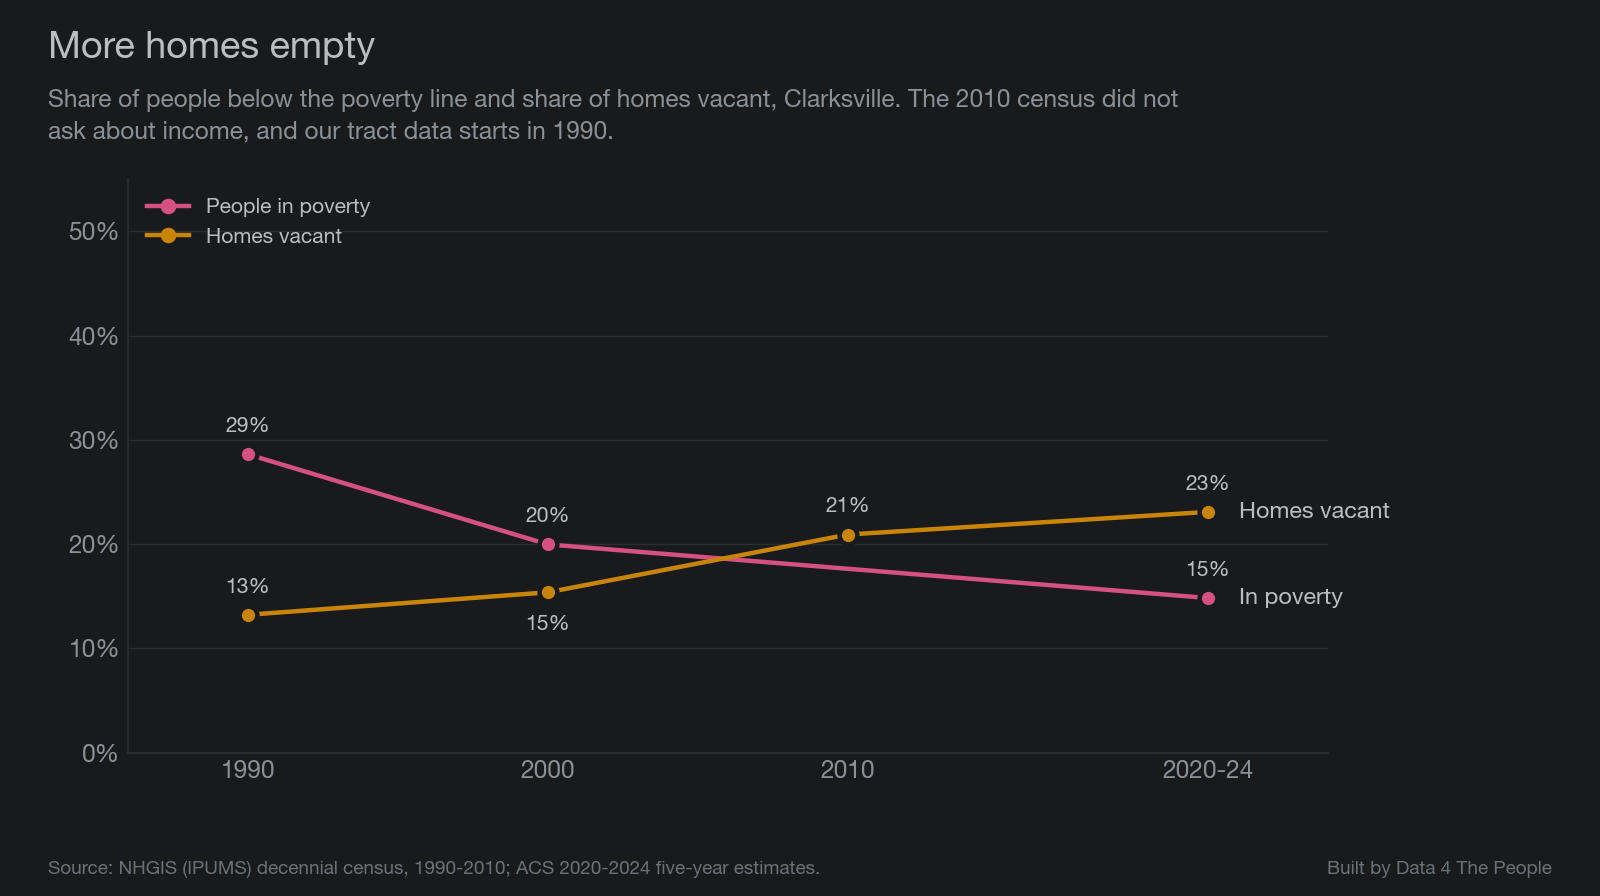 More homes empty
Share of people below the poverty line and share of homes vacant, Clarksville. The 2010 census did not
ask about income, and our tract data starts in 1990.
People in poverty
Homes vacant
50%
40%
30%
20%
10%
0%
29%
20%
21%
23%
Homes vacant
13%
15%
15%
In poverty
1990
2000
2010
2020-24
Source: NHGIS (IPUMS) decennial census, 1990-2010; ACS 2020-2024 five-year estimates.
Built by Data 4 The People